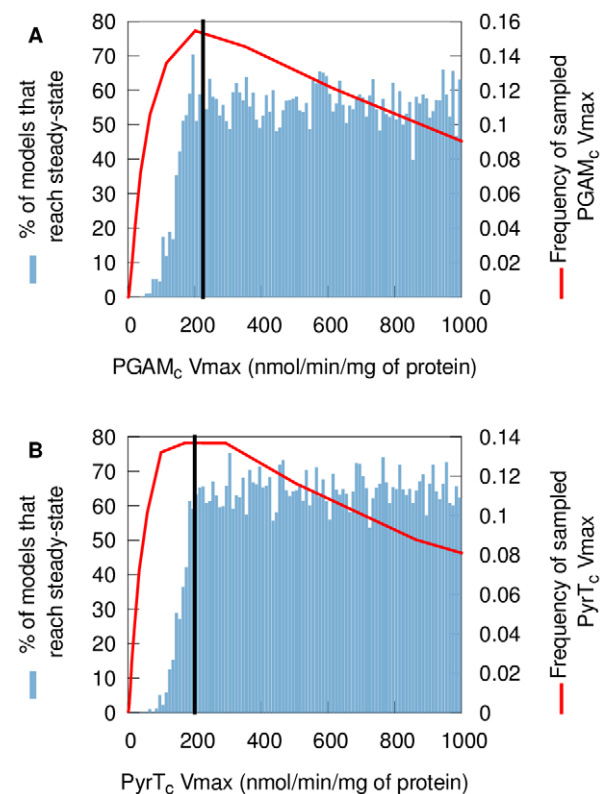 A
80
70
60
50
40
30
20
10
0
0.16
0.14
0.12
0.1
0.08
0.06
0.04
0.02
0
% of models that
reach steady-state
Frequency of sampled
PGAMc Vmax
0 200 400 600 800 1000
PGAMc Vmax (nmol/min/mg of protein)
B
80
70
60
50
40
30
20
10
0
0.14
0.12
0.1
0.08
0.06
0.04
0.02
0
% of models that
reach steady-state
Frequency of sampled
PyrTc Vmax
0 200 400 600 800 1000
PyrTc Vmax (nmol/min/mg of protein)